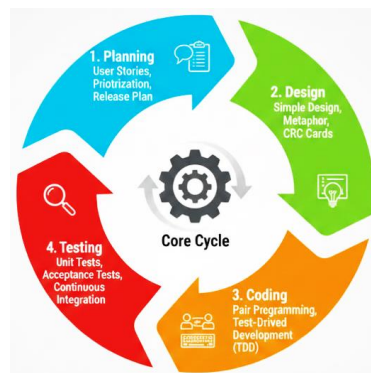 1. Planning
User Stories,
Priotrization,
Release Plan
2. Design
Simple Design,
Metaphor,
CRC Cards
Core Cycle
3. Coding
Pair Programming,
Test-Drived
Development
(TDD)
4. Testing
Unit Tests,
Acceptance Tests,
Continuous
Integration